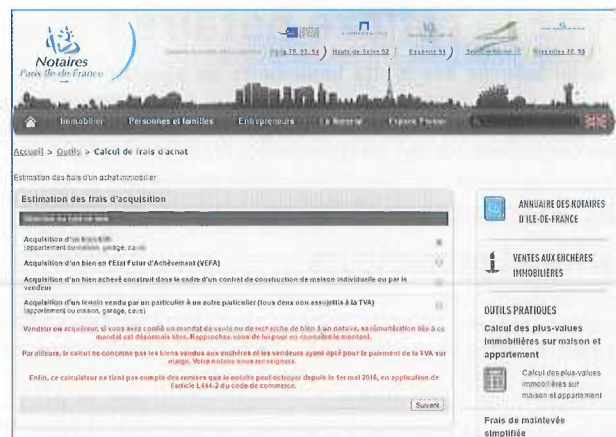 Notaires
Paris Île-de-France
Paris 75, 93, 94
Hauts-de-Seine 92
Essonne 91
Versailles 78, 95
Immobilier Personnes et familles Entrepreneurs Le Notariat Espace Presse
Accueil > Outils > Calcul de frais d'achat
Estimation des frais d'un achat immobilier
Estimation des frais d'acquisition
Acquisition d'un
(appartement ou maison, garage, cave)
Acquisition d'un bien en l'Etat Futur d'Achèvement (VEFA)
Acquisition d'un bien achevé construit dans le cadre d'un contrat de construction de maison individuelle ou par le
vendeur
Acquisition d'un terrain vendu par un particulier à un autre particulier (tous deux non assujettis à la TVA)
(appartement ou maison, garage, cave)
Vendeur ou acquéreur, si vous avez confié un mandat de vente ou de recherche de bien à un notaire, sa rémunération liée à ce
mandat est désormais libre. Rapprochez-vous de lui pour en connaître le montant.
Par ailleurs, le calcul ne concerne pas les biens vendus aux enchères ni les vendeurs ayant opté pour le paiement de la TVA sur
marge. Votre notaire vous renseignera.
Enfin, ce calculateur ne tient pas compte des remises que le notaire peut octroyer depuis le 1er mai 2016, en application de
l'article L444-2 du code de commerce.
Suivant
ANNUAIRE DES NOTAIRES
D'ILE-DE-FRANCE
VENTES AUX ENCHÈRES
IMMOBILIÈRES
OUTILS PRATIQUES
Calcul des plus-values
immobilières sur maison et
appartement
Calcul des plus-values
immobilières sur
maison et appartement
Frais de mainlevée
simplifiée